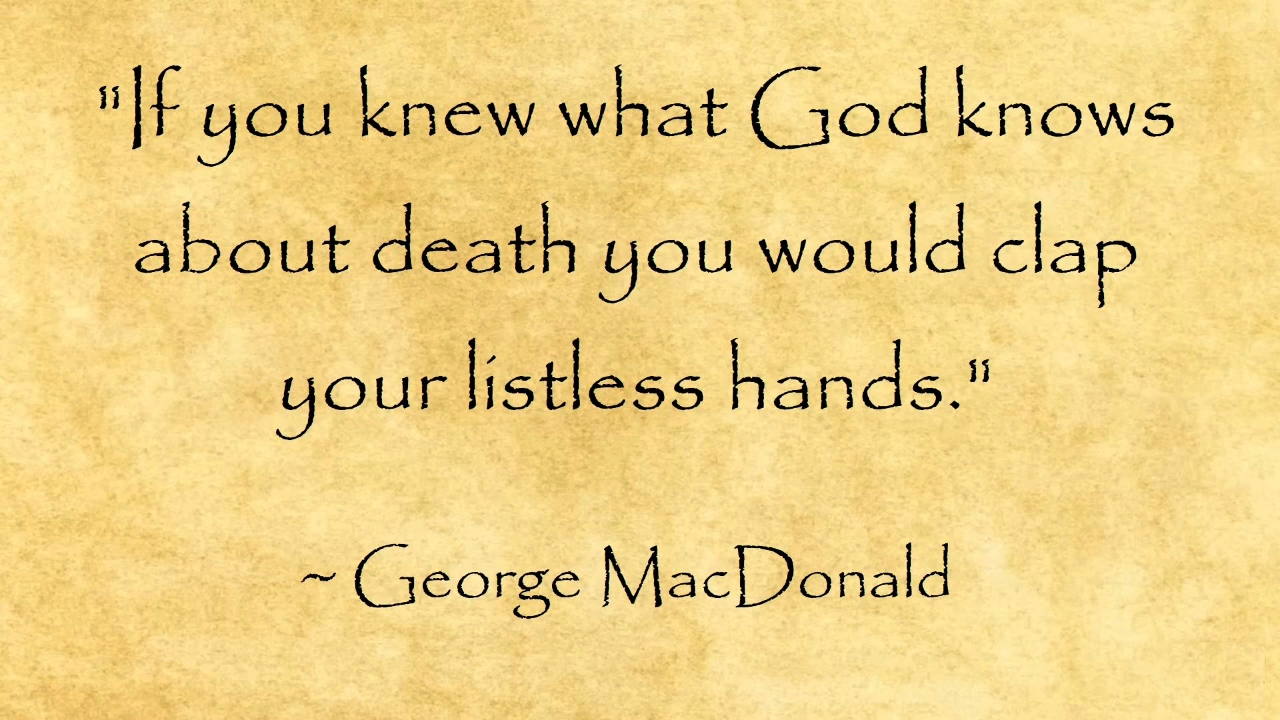 "If you knew what God knows
about death you would clap
your listless hands."
~ George MacDonald